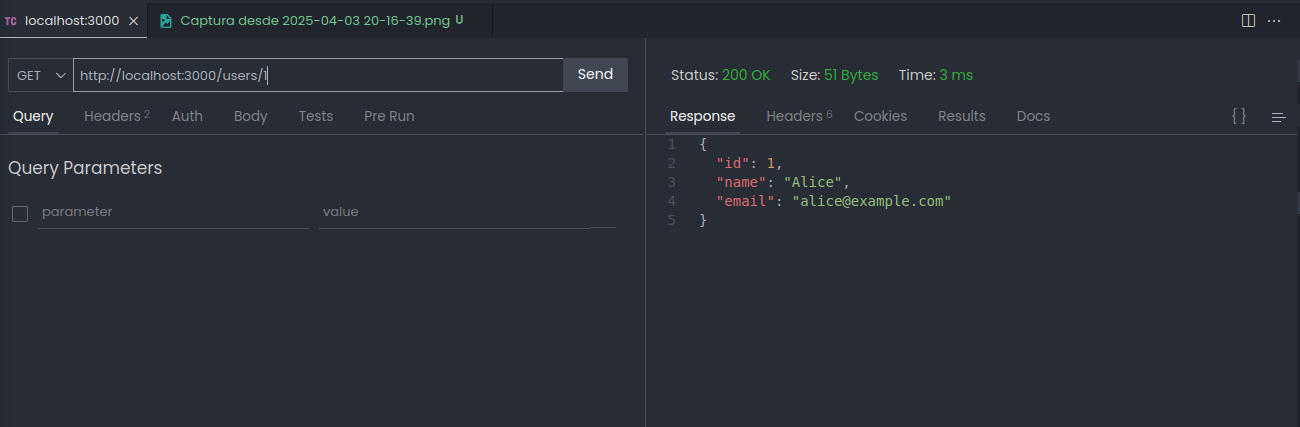 TC localhost:3000
Captura desde 2025-04-03 20-16-39.png U
GET http://localhost:3000/users/1 Send
Query Headers 2 Auth Body Tests Pre Run
Query Parameters
parameter value
Status: 200 OK Size: 51 Bytes Time: 3 ms
Response Headers 6 Cookies Results Docs { }
1 {
2 "id": 1,
3 "name": "Alice",
4 "email": "alice@example.com"
5 }